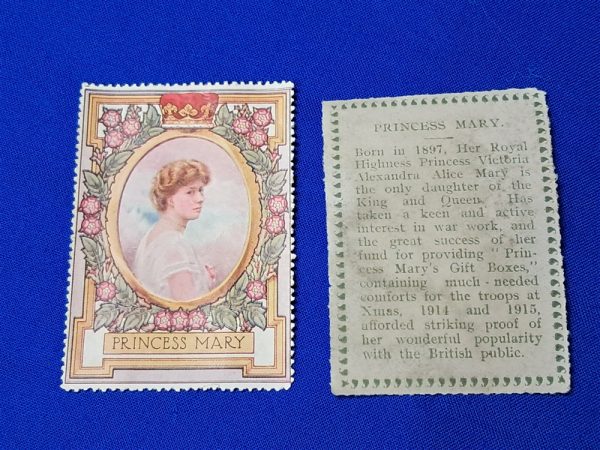 PRINCESS MARY
PRINCESS MARY.
Born in 1897, Her Royal
Highness Princess Victoria
Alexandra Alice Mary is
the only daughter of the
King and Queen. Has
taken a keen and active
interest in war work, and
the great success of her
fund for providing "Prin-
cess Mary's Gift Boxes,"
containing much-needed
comforts for the troops at
Xmas, 1914 and 1915,
afforded striking proof of
her wonderful popularity
with the British public.